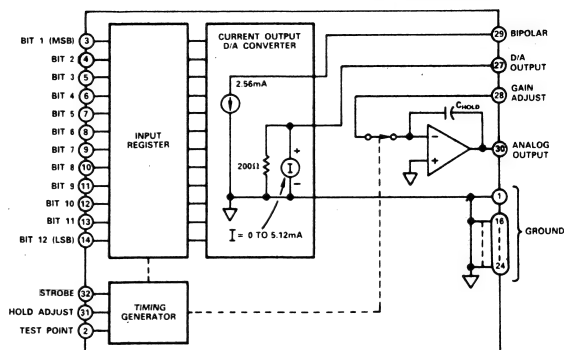 BIT 1 (MSB) 3
BIT 2 4
BIT 3 5
BIT 4 6
BIT 5 7
BIT 6 8
BIT 7 9
BIT 8 10
BIT 9 11
BIT 10 12
BIT 11 13
BIT 12 (LSB) 14
STROBE 32
HOLD ADJUST 31
TEST POINT 2
INPUT
REGISTER
TIMING
GENERATOR
CURRENT OUTPUT
D/A CONVERTER
2.56mA
200Ω
+
I
−
I = 0 TO 5.12mA
CHOLD
−
+
29 BIPOLAR
27 D/A
OUTPUT
28 GAIN
ADJUST
30 ANALOG
OUTPUT
1
16
24
GROUND